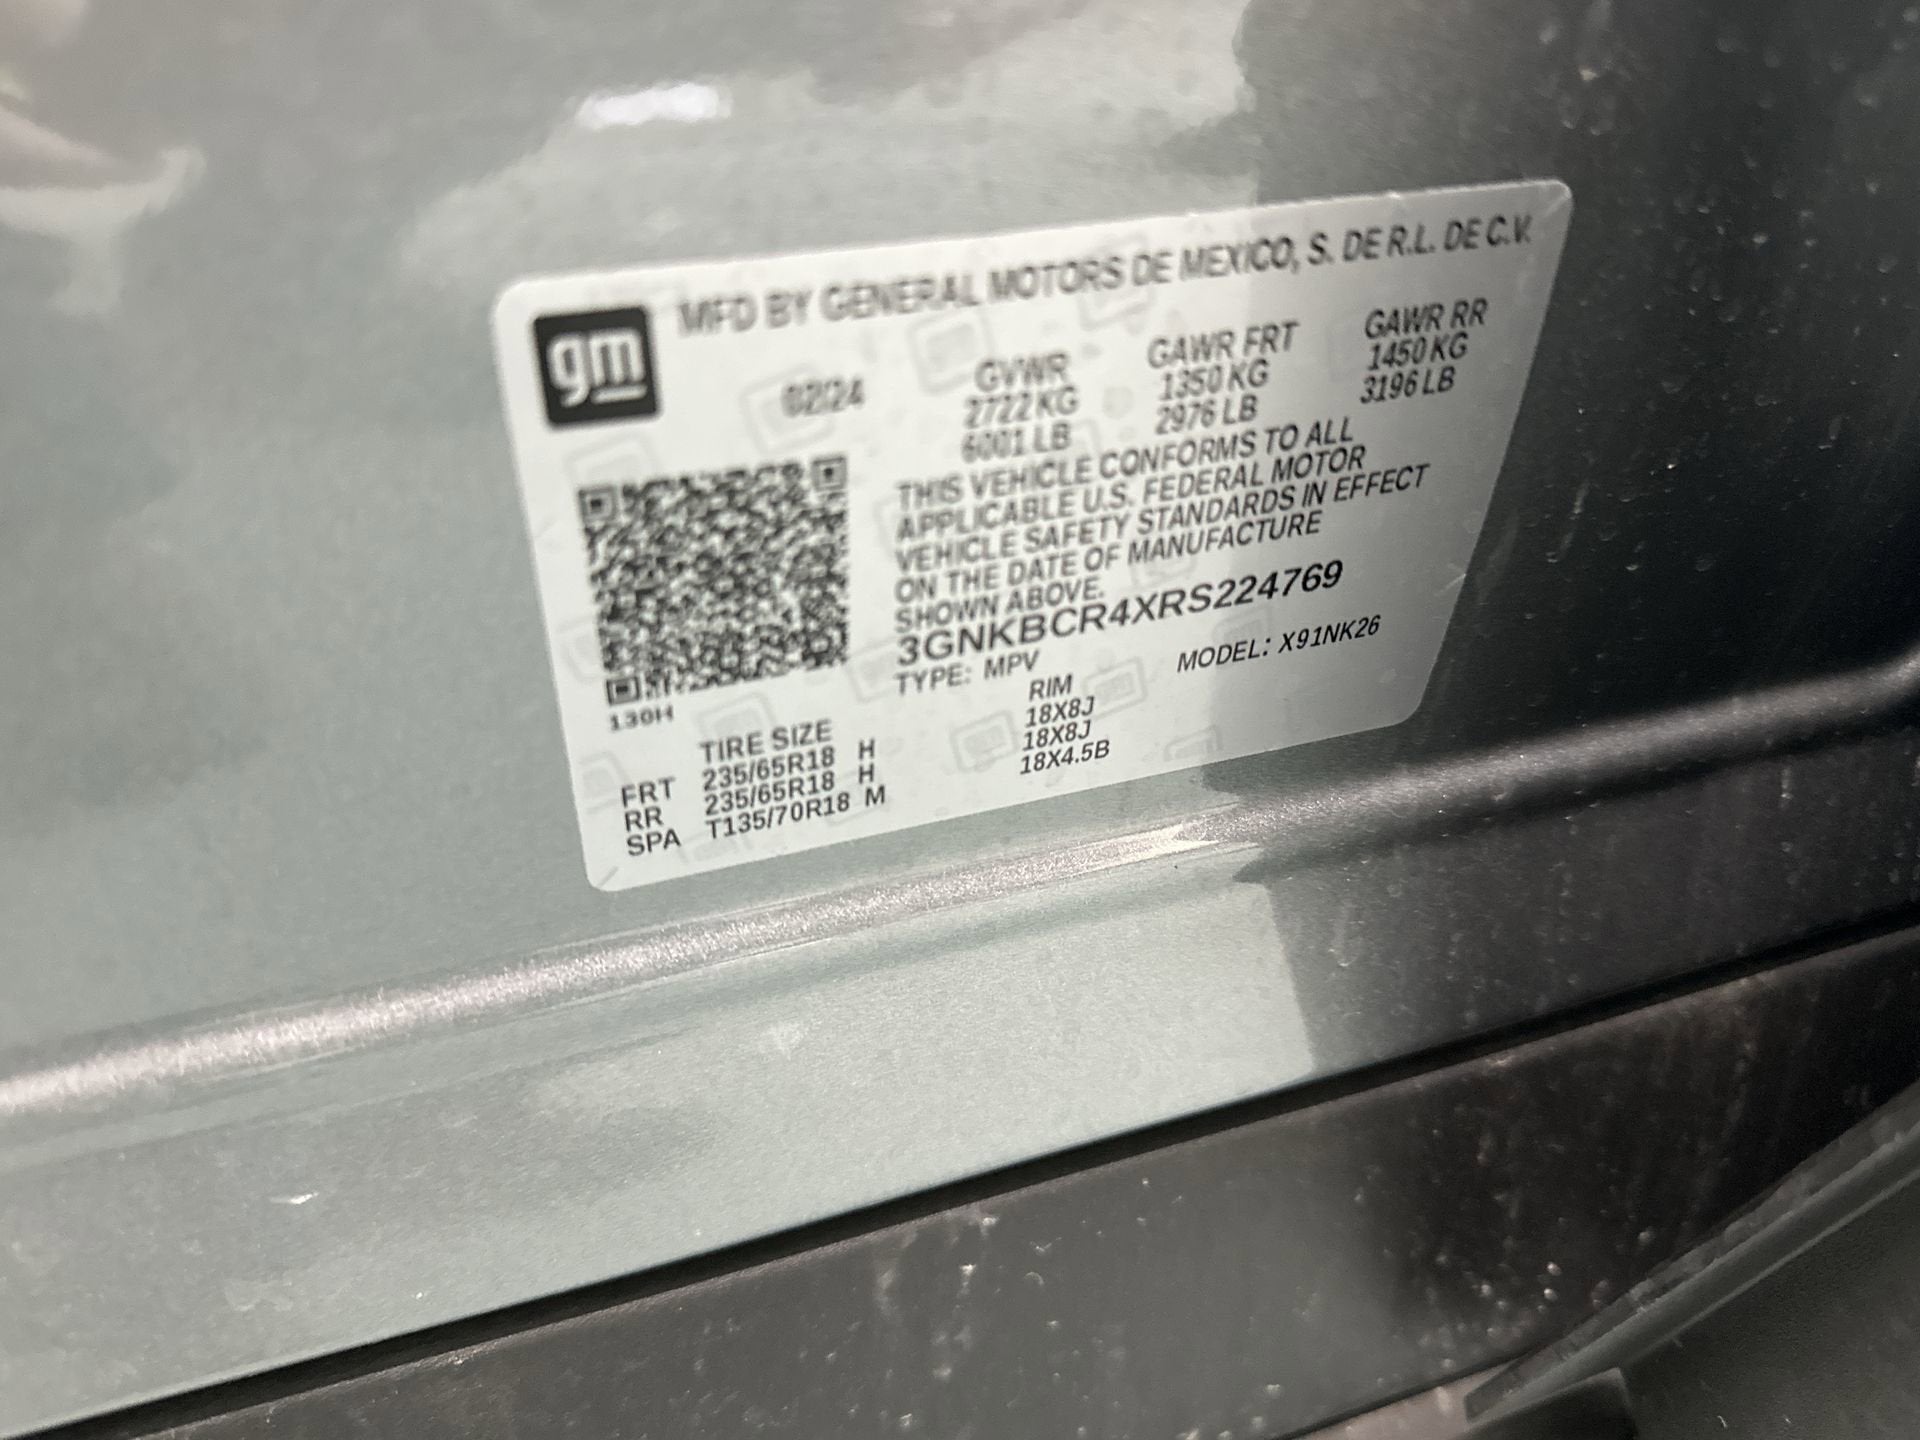 gm
MFD BY GENERAL MOTORS DE MEXICO, S. DE R.L. DE C.V.
02/24
GVWR GAWR FRT GAWR RR
2722 KG 1350 KG 1450 KG
6001 LB 2976 LB 3196 LB
THIS VEHICLE CONFORMS TO ALL
APPLICABLE U.S. FEDERAL MOTOR
VEHICLE SAFETY STANDARDS IN EFFECT
ON THE DATE OF MANUFACTURE
SHOWN ABOVE.
3GNKBCR4XRS224769
TYPE: MPV MODEL: X91NK26
130H
TIRE SIZE RIM
FRT 235/65R18 H 18X8J
RR 235/65R18 H 18X8J
SPA T135/70R18 M 18X4.5B